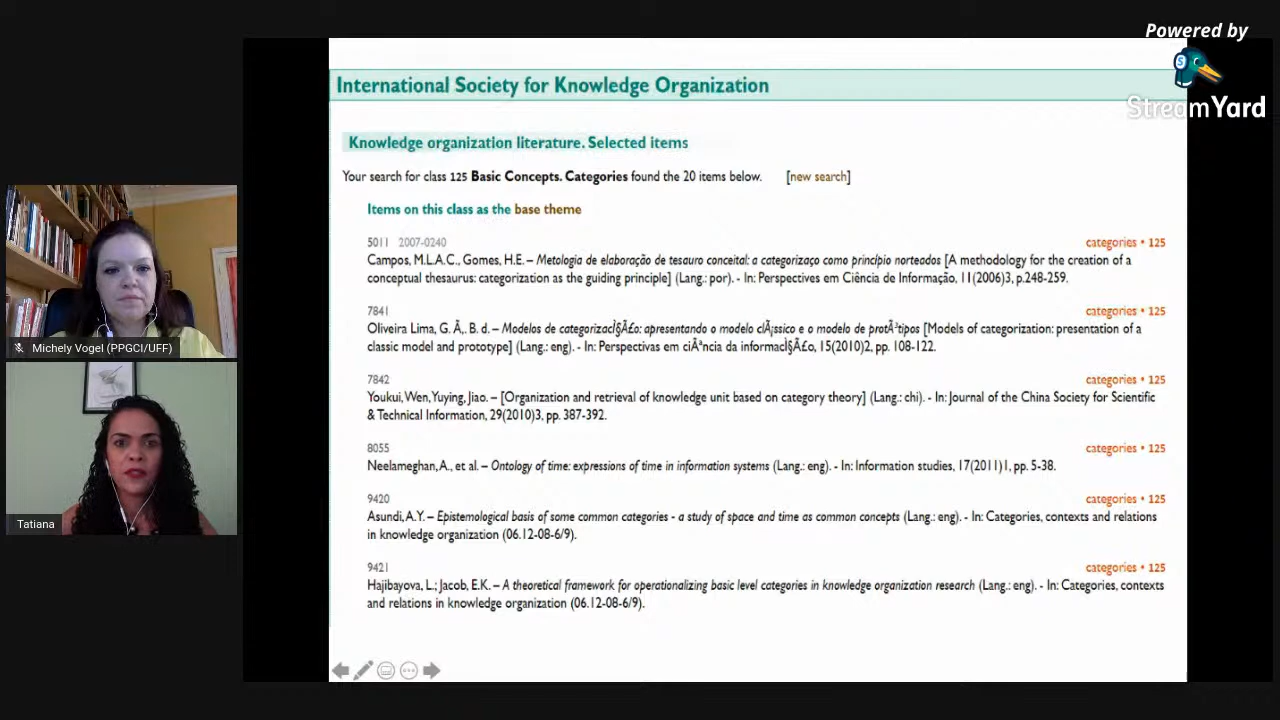 Powered by
StreamYard
International Society for Knowledge Organization
Knowledge organization literature. Selected items
Your search for class 125 Basic Concepts. Categories found the 20 items below. [new search]
Items on this class as the base theme
5011 2007-0240 categories • 125
Campos, M.L.A.C., Gomes, H.E. – Metologia de elaboração de tesauro conceital: a categorizaço como princípio norteados [A methodology for the creation of a
conceptual thesaurus: categorization as the guiding principle] (Lang.: por). - In: Perspectivas em Ciência de Informação, 11(2006)3, p.248-259.
7841 categories • 125
Oliveira Lima, G. Ã‚. B. d. – Modelos de categorizacÌ§Ã£o: apresentando o modelo clÃ¡ssico e o modelo de protÃ³tipos [Models of categorization: presentation of a
classic model and prototype] (Lang.: eng). - In: Perspectivas em ciÃªncia da informacÌ§Ã£o, 15(2010)2, pp. 108-122.
7842 categories • 125
Youkui, Wen, Yuying, Jiao. – [Organization and retrieval of knowledge unit based on category theory] (Lang.: chi). - In: Journal of the China Society for Scientific
& Technical Information, 29(2010)3, pp. 387-392.
8055 categories • 125
Neelameghan, A., et al. – Ontology of time: expressions of time in information systems (Lang.: eng). - In: Information studies, 17(2011)1, pp. 5-38.
9420 categories • 125
Asundi, A.Y. – Epistemological basis of some common categories - a study of space and time as common concepts (Lang.: eng). - In: Categories, contexts and relations
in knowledge organization (06.12-08-6/9).
9421 categories • 125
Hajibayova, L.; Jacob, E.K. – A theoretical framework for operationalizing basic level categories in knowledge organization research (Lang.: eng). - In: Categories, contexts
and relations in knowledge organization (06.12-08-6/9).
Michely Vogel (PPGCI/UFF)
Tatiana